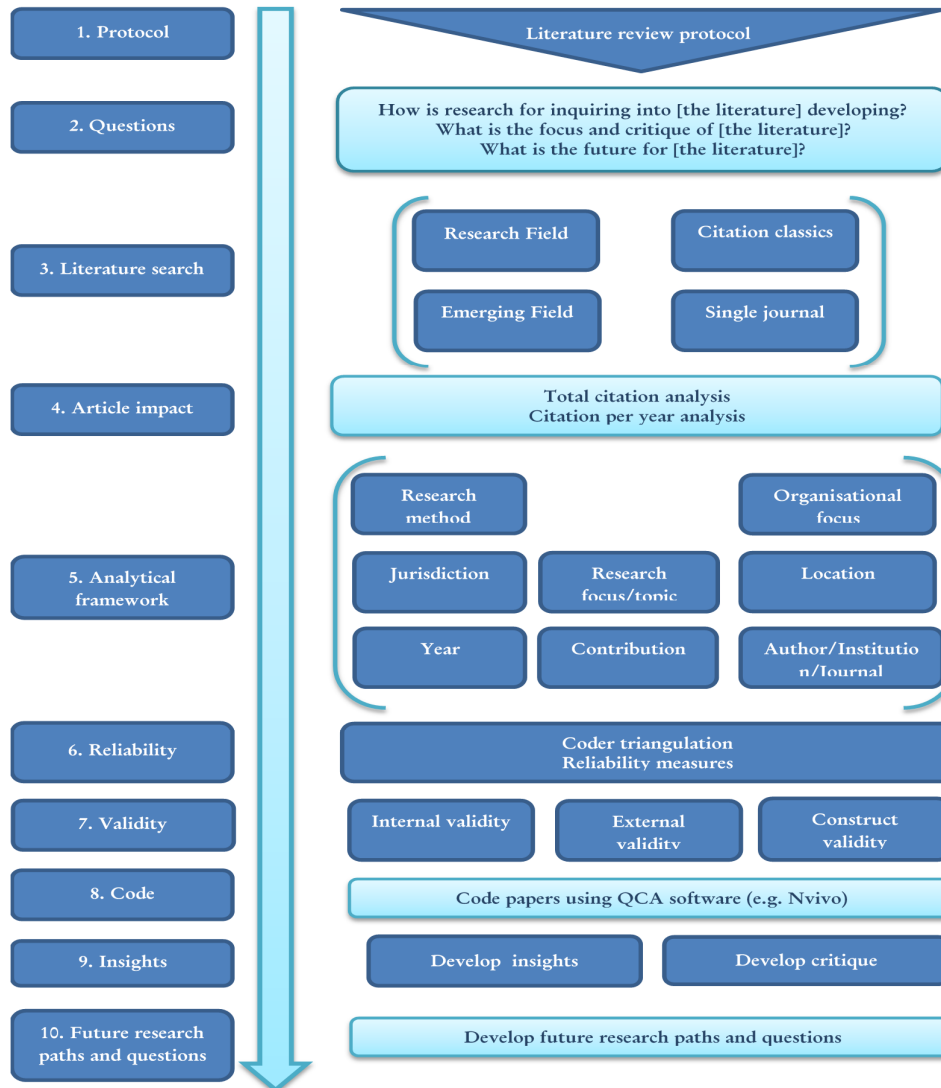 1. Protocol
Literature review protocol
2. Questions
How is research for inquiring into [the literature] developing?
What is the focus and critique of [the literature]?
What is the future for [the literature]?
3. Literature search
Research Field
Citation classics
Emerging Field
Single journal
4. Article impact
Total citation analysis
Citation per year analysis
5. Analytical
framework
Research
method
Organisational
focus
Jurisdiction
Research
focus/topic
Location
Year
Contribution
Author/Institutio
n/Journal
6. Reliability
Coder triangulation
Reliability measures
7. Validity
Internal validity
External
validity
Construct
validity
8. Code
Code papers using QCA software (e.g. Nvivo)
9. Insights
Develop insights
Develop critique
10. Future research
paths and questions
Develop future research paths and questions